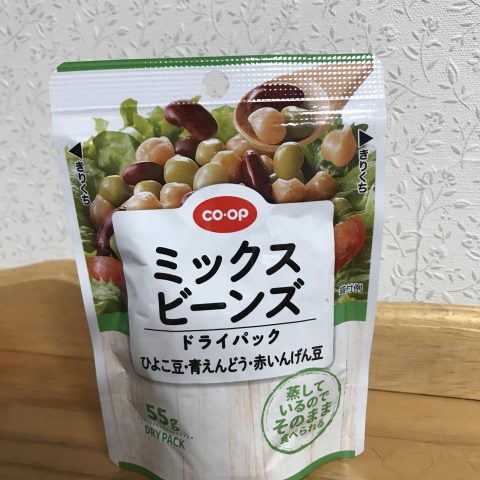 きりくち
きりくち
CO・OP
ミックス
ビーンズ
盛付例
ドライパック
ひよこ豆・青えんどう・赤いんげん豆
蒸して
いるので
そのまま
食べられる
55g
DRY PACK